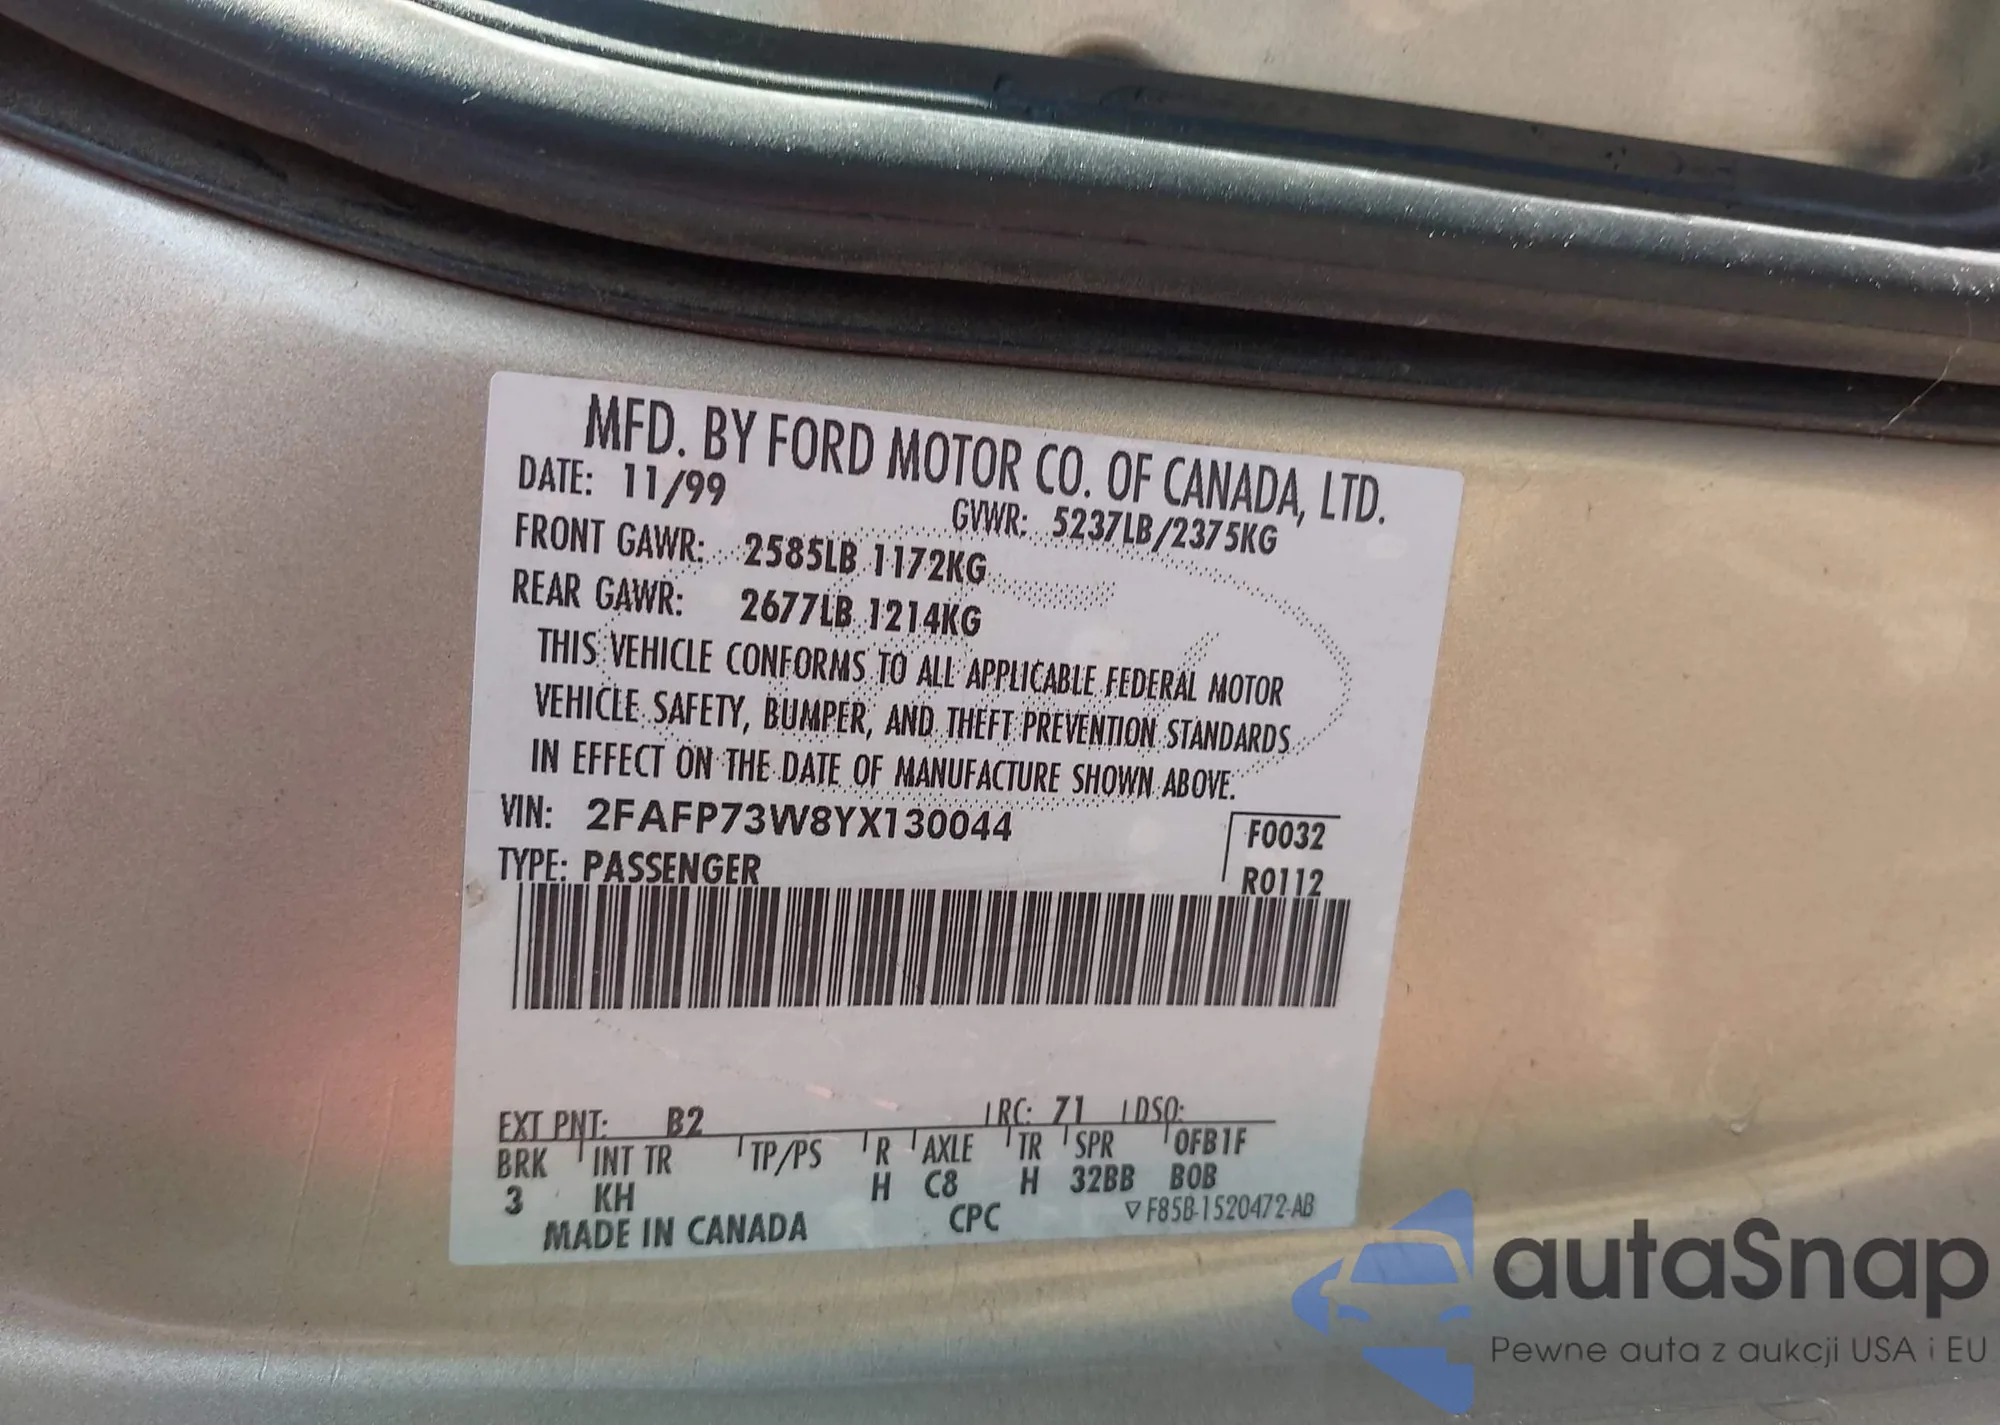 MFD. BY FORD MOTOR CO. OF CANADA, LTD.
DATE: 11/99
GVWR: 5237LB/2375KG
FRONT GAWR: 2585LB 1172KG
REAR GAWR: 2677LB 1214KG
THIS VEHICLE CONFORMS TO ALL APPLICABLE FEDERAL MOTOR
VEHICLE SAFETY, BUMPER, AND THEFT PREVENTION STANDARDS
IN EFFECT ON THE DATE OF MANUFACTURE SHOWN ABOVE.
VIN: 2FAFP73W8YX130044
F0032
TYPE: PASSENGER
R0112
EXT PNT: B2 RC: 71 DSO:
BRK INT TR TP/PS R AXLE TR SPR OFB1F
3 KH H C8 H 32BB BOB
MADE IN CANADA CPC ▽F85B-1520472-AB
autaSnap
Pewne auta z aukcji USA i EU